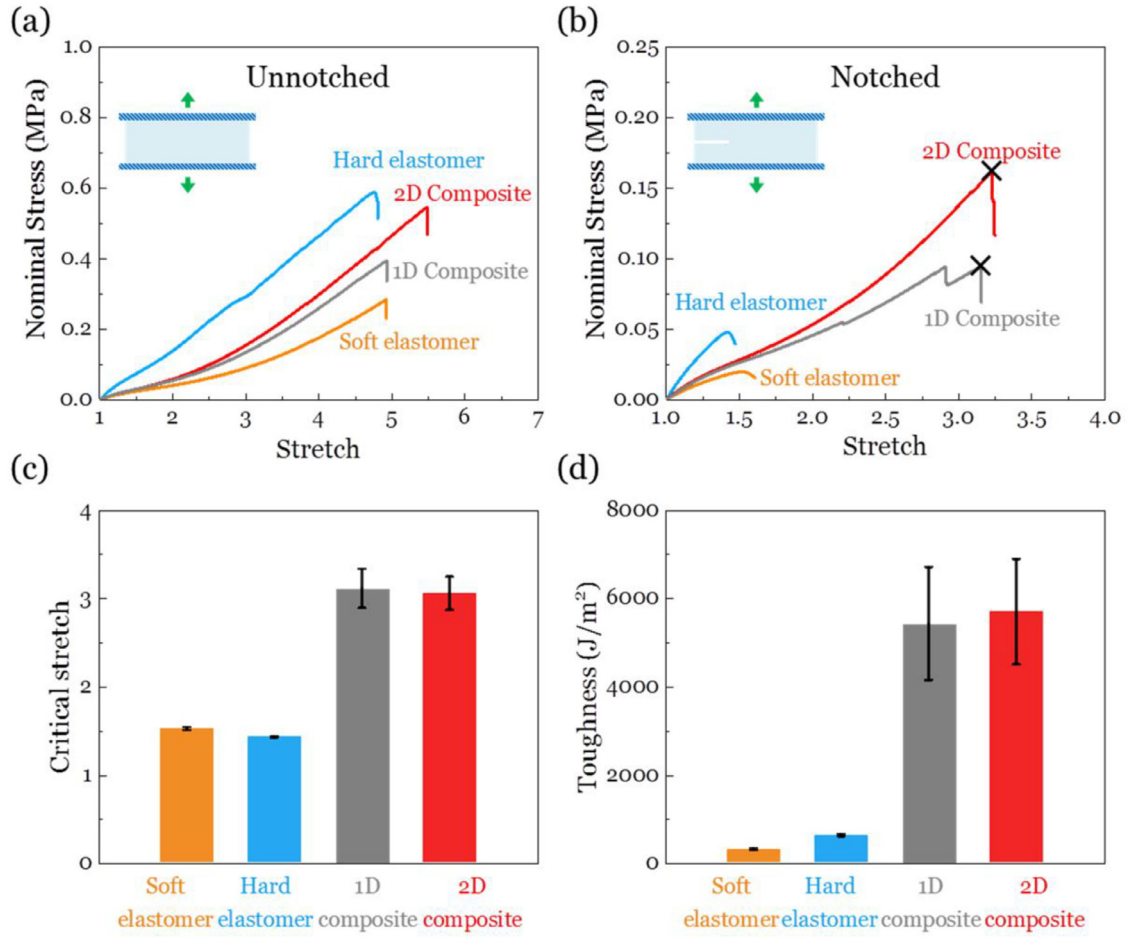 (a)
Unnotched
Nominal Stress (MPa)
1.0
0.8
0.6
0.4
0.2
0.0
Hard elastomer
2D Composite
1D Composite
Soft elastomer
1 2 3 4 5 6 7
Stretch
(b)
Notched
Nominal Stress (MPa)
0.25
0.20
0.15
0.10
0.05
0.00
2D Composite
Hard elastomer
1D Composite
Soft elastomer
1.0 1.5 2.0 2.5 3.0 3.5 4.0
Stretch
(c)
Critical stretch
4
3
2
1
0
Soft elastomer
Hard elastomer
1D composite
2D composite
(d)
Toughness (J/m²)
8000
6000
4000
2000
0
Soft elastomer
Hard elastomer
1D composite
2D composite